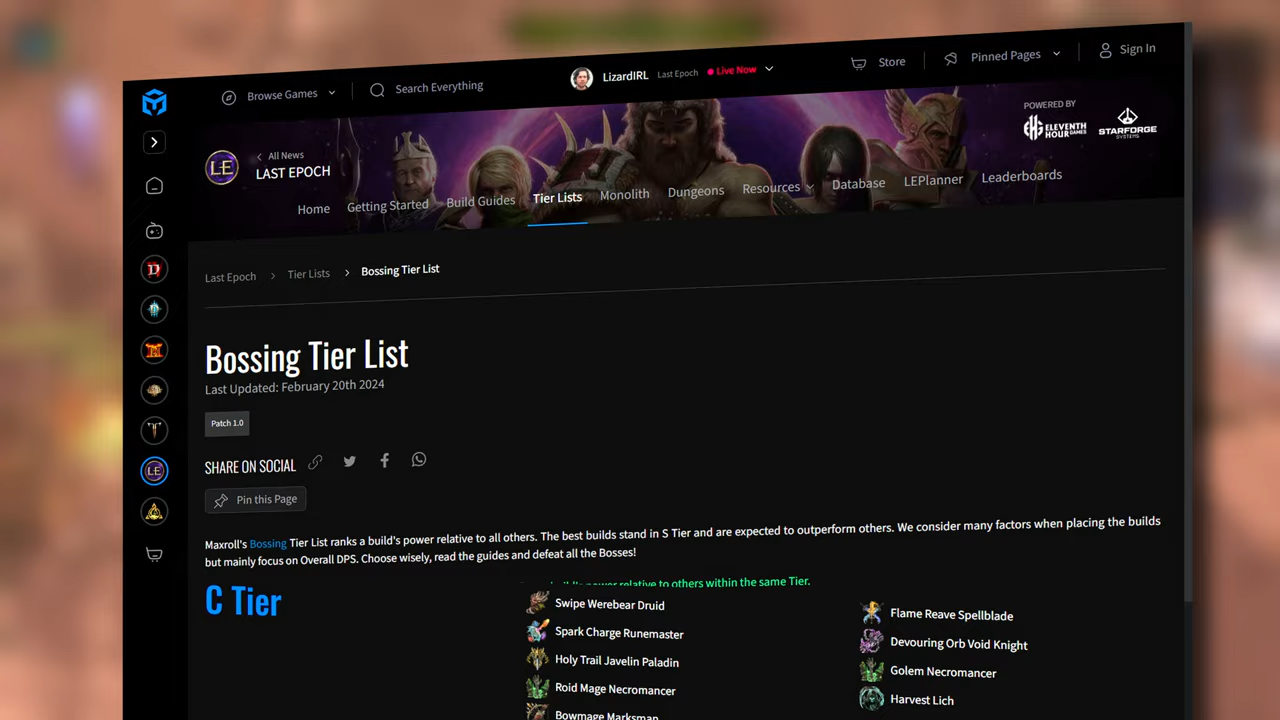 Browse Games
Search Everything
LizardIRL Last Epoch Live Now
Store
Pinned Pages
Sign In
POWERED BY
ELEVENTH HOUR GAMES
STARFORGE SYSTEMS
LE
All News
LAST EPOCH
Home
Getting Started
Build Guides
Tier Lists
Monolith
Dungeons
Resources
Database
LEPlanner
Leaderboards
Last Epoch > Tier Lists > Bossing Tier List
Bossing Tier List
Last Updated: February 20th 2024
Patch 1.0
SHARE ON SOCIAL
Pin this Page
LE
Maxroll's Bossing Tier List ranks a build's power relative to all others. The best builds stand in S Tier and are expected to outperform others. We consider many factors when placing the builds
but mainly focus on Overall DPS. Choose wisely, read the guides and defeat all the Bosses!
power relative to others within the same Tier.
C Tier
Swipe Werebear Druid
Spark Charge Runemaster
Holy Trail Javelin Paladin
Roid Mage Necromancer
Bowmage Marksman
Flame Reave Spellblade
Devouring Orb Void Knight
Golem Necromancer
Harvest Lich